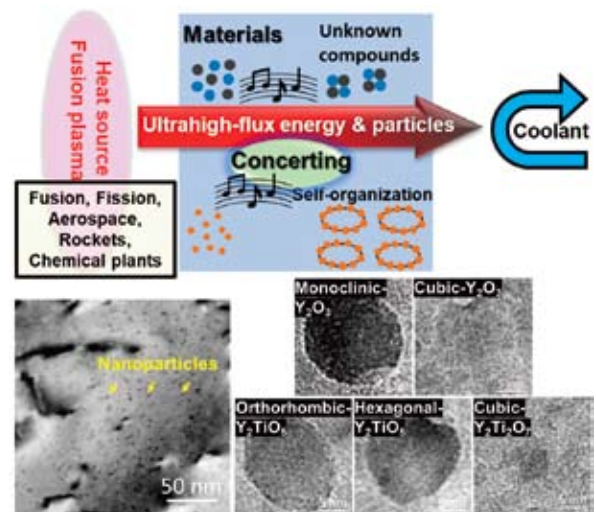 Materials
Unknown
compounds
Heat source
Fusion plasma
Ultrahigh-flux energy & particles
Coolant
Concerting
Self-organization
Fusion, Fission,
Aerospace,
Rockets,
Chemical plants
Monoclinic-
Y₂O₃
Cubic-Y₂O₃
Nanoparticles
50 nm
Orthorhombic-
Y₂TiO₅
Hexagonal-
Y₂TiO₅
Cubic-
Y₂Ti₂O₇